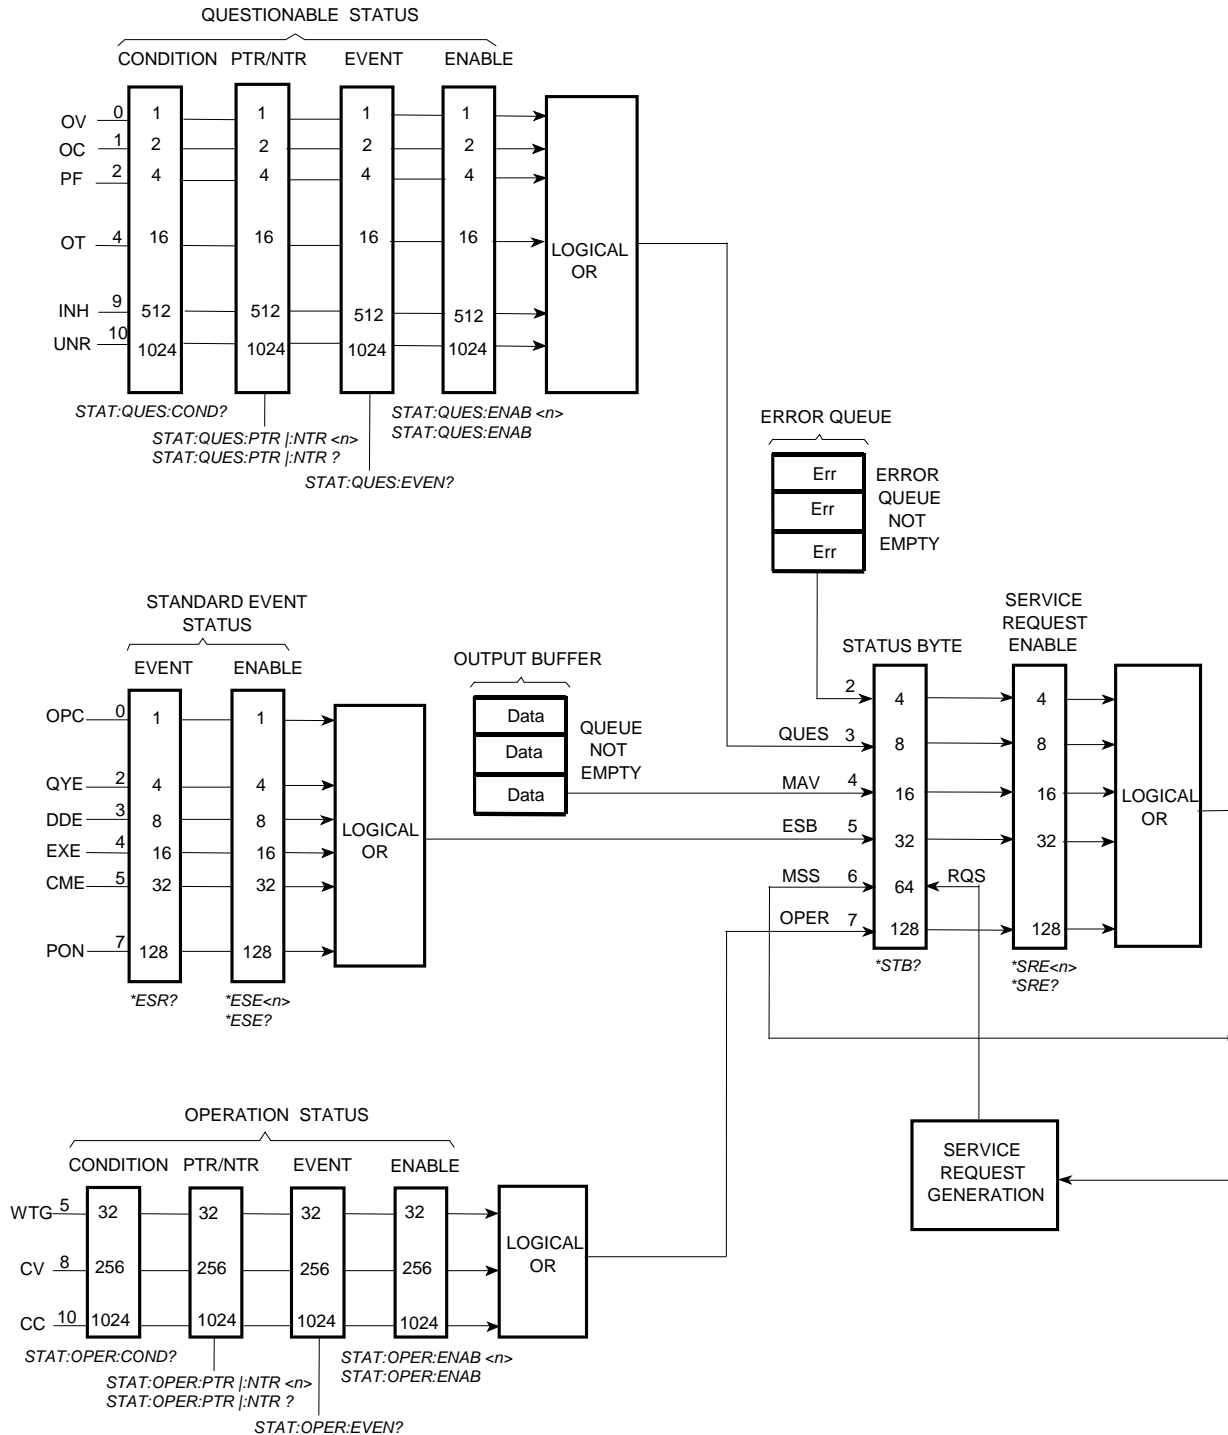 QUESTIONABLE STATUS
CONDITION PTR/NTR EVENT ENABLE
OV 0 1 1 1 1
OC 1 2 2 2 2
PF 2 4 4 4 4
OT 4 16 16 16 16
LOGICAL
OR
INH 9 512 512 512 512
UNR 10 1024 1024 1024 1024
STAT:QUES:COND?
STAT:QUES:PTR |:NTR <n>
STAT:QUES:PTR |:NTR ?
STAT:QUES:EVEN?
STAT:QUES:ENAB <n>
STAT:QUES:ENAB
ERROR QUEUE
Err
Err
Err
ERROR
QUEUE
NOT
EMPTY
STANDARD EVENT
STATUS
EVENT ENABLE
OPC 0 1 1
QYE 2 4 4
DDE 3 8 8
EXE 4 16 16
CME 5 32 32
PON 7 128 128
LOGICAL
OR
*ESR?
*ESE<n>
*ESE?
OUTPUT BUFFER
Data
Data
Data
QUEUE
NOT
EMPTY
STATUS BYTE
SERVICE
REQUEST
ENABLE
2 4 4
QUES 3 8 8
MAV 4 16 16
ESB 5 32 32
MSS 6 64 RQS
OPER 7 128 128
LOGICAL
OR
*STB?
*SRE<n>
*SRE?
SERVICE
REQUEST
GENERATION
OPERATION STATUS
CONDITION PTR/NTR EVENT ENABLE
WTG 5 32 32 32 32
CV 8 256 256 256 256
CC 10 1024 1024 1024 1024
LOGICAL
OR
STAT:OPER:COND?
STAT:OPER:PTR |:NTR <n>
STAT:OPER:PTR |:NTR ?
STAT:OPER:EVEN?
STAT:OPER:ENAB <n>
STAT:OPER:ENAB